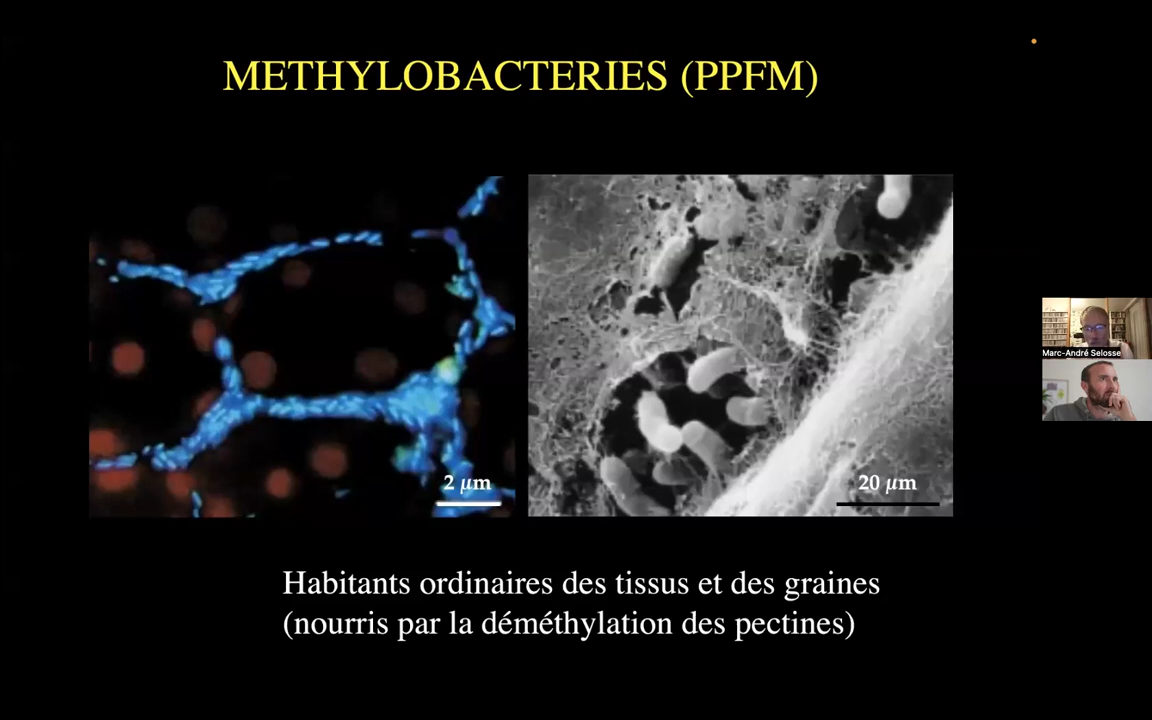 METHYLOBACTERIES (PPFM)
2 µm
20 µm
Marc-André Selosse
Habitants ordinaires des tissus et des graines
(nourris par la déméthylation des pectines)